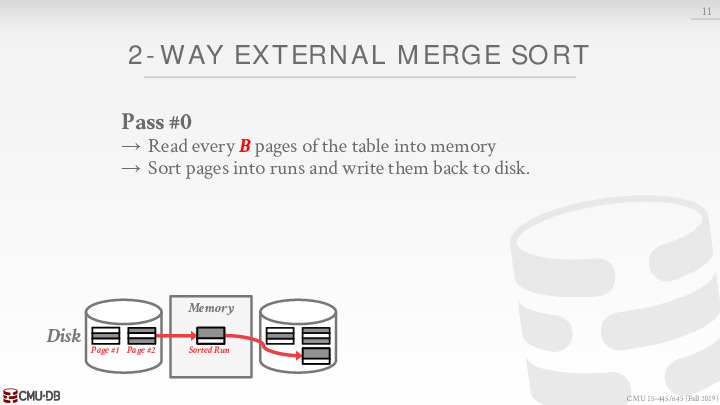 11
2-WAY EXTERNAL MERGE SORT
Pass #0
→ Read every B pages of the table into memory
→ Sort pages into runs and write them back to disk.
Memory
Disk
Page #1 Page #2 Sorted Run
CMU·DB
CMU 15-445/645 (Fall 2019)